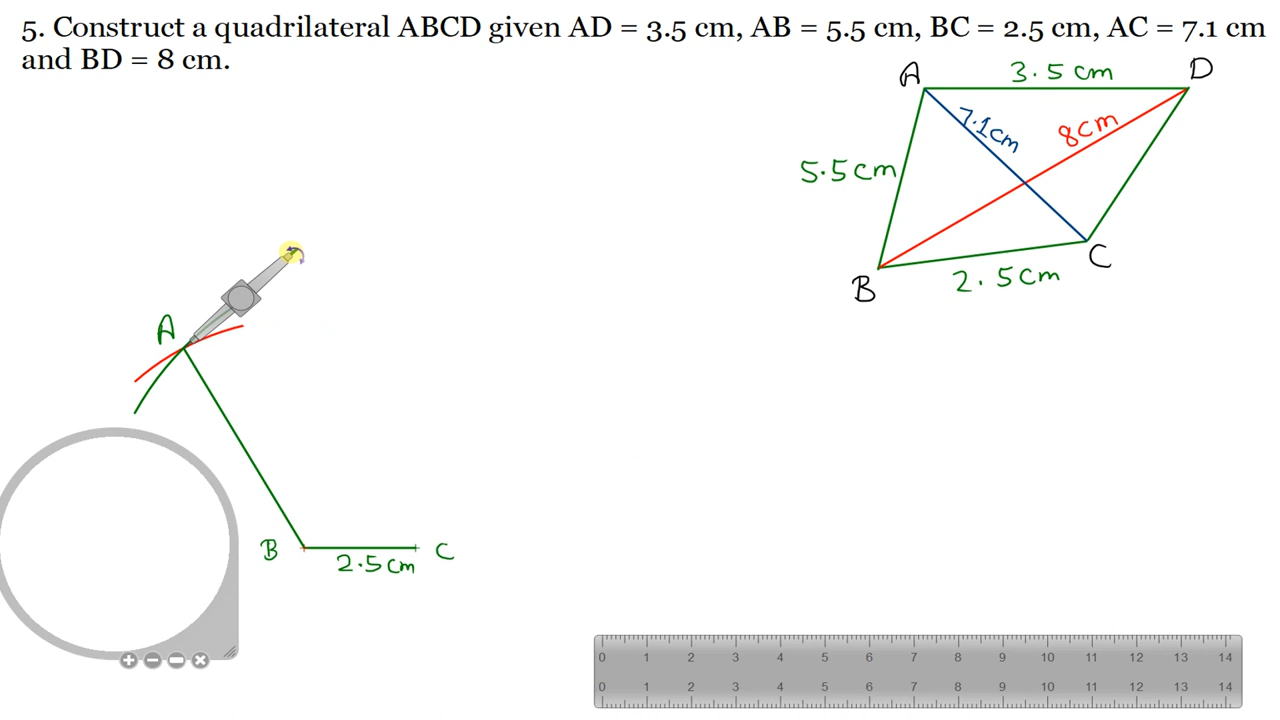 5. Construct a quadrilateral ABCD given AD = 3.5 cm, AB = 5.5 cm, BC = 2.5 cm, AC = 7.1 cm
and BD = 8 cm.
A
3.5 cm
D
7.1cm
8cm
5.5cm
C
B
2.5cm
A
B
2.5cm
C
0 1 2 3 4 5 6 7 8 9 10 11 12 13 14
0 1 2 3 4 5 6 7 8 9 10 11 12 13 14